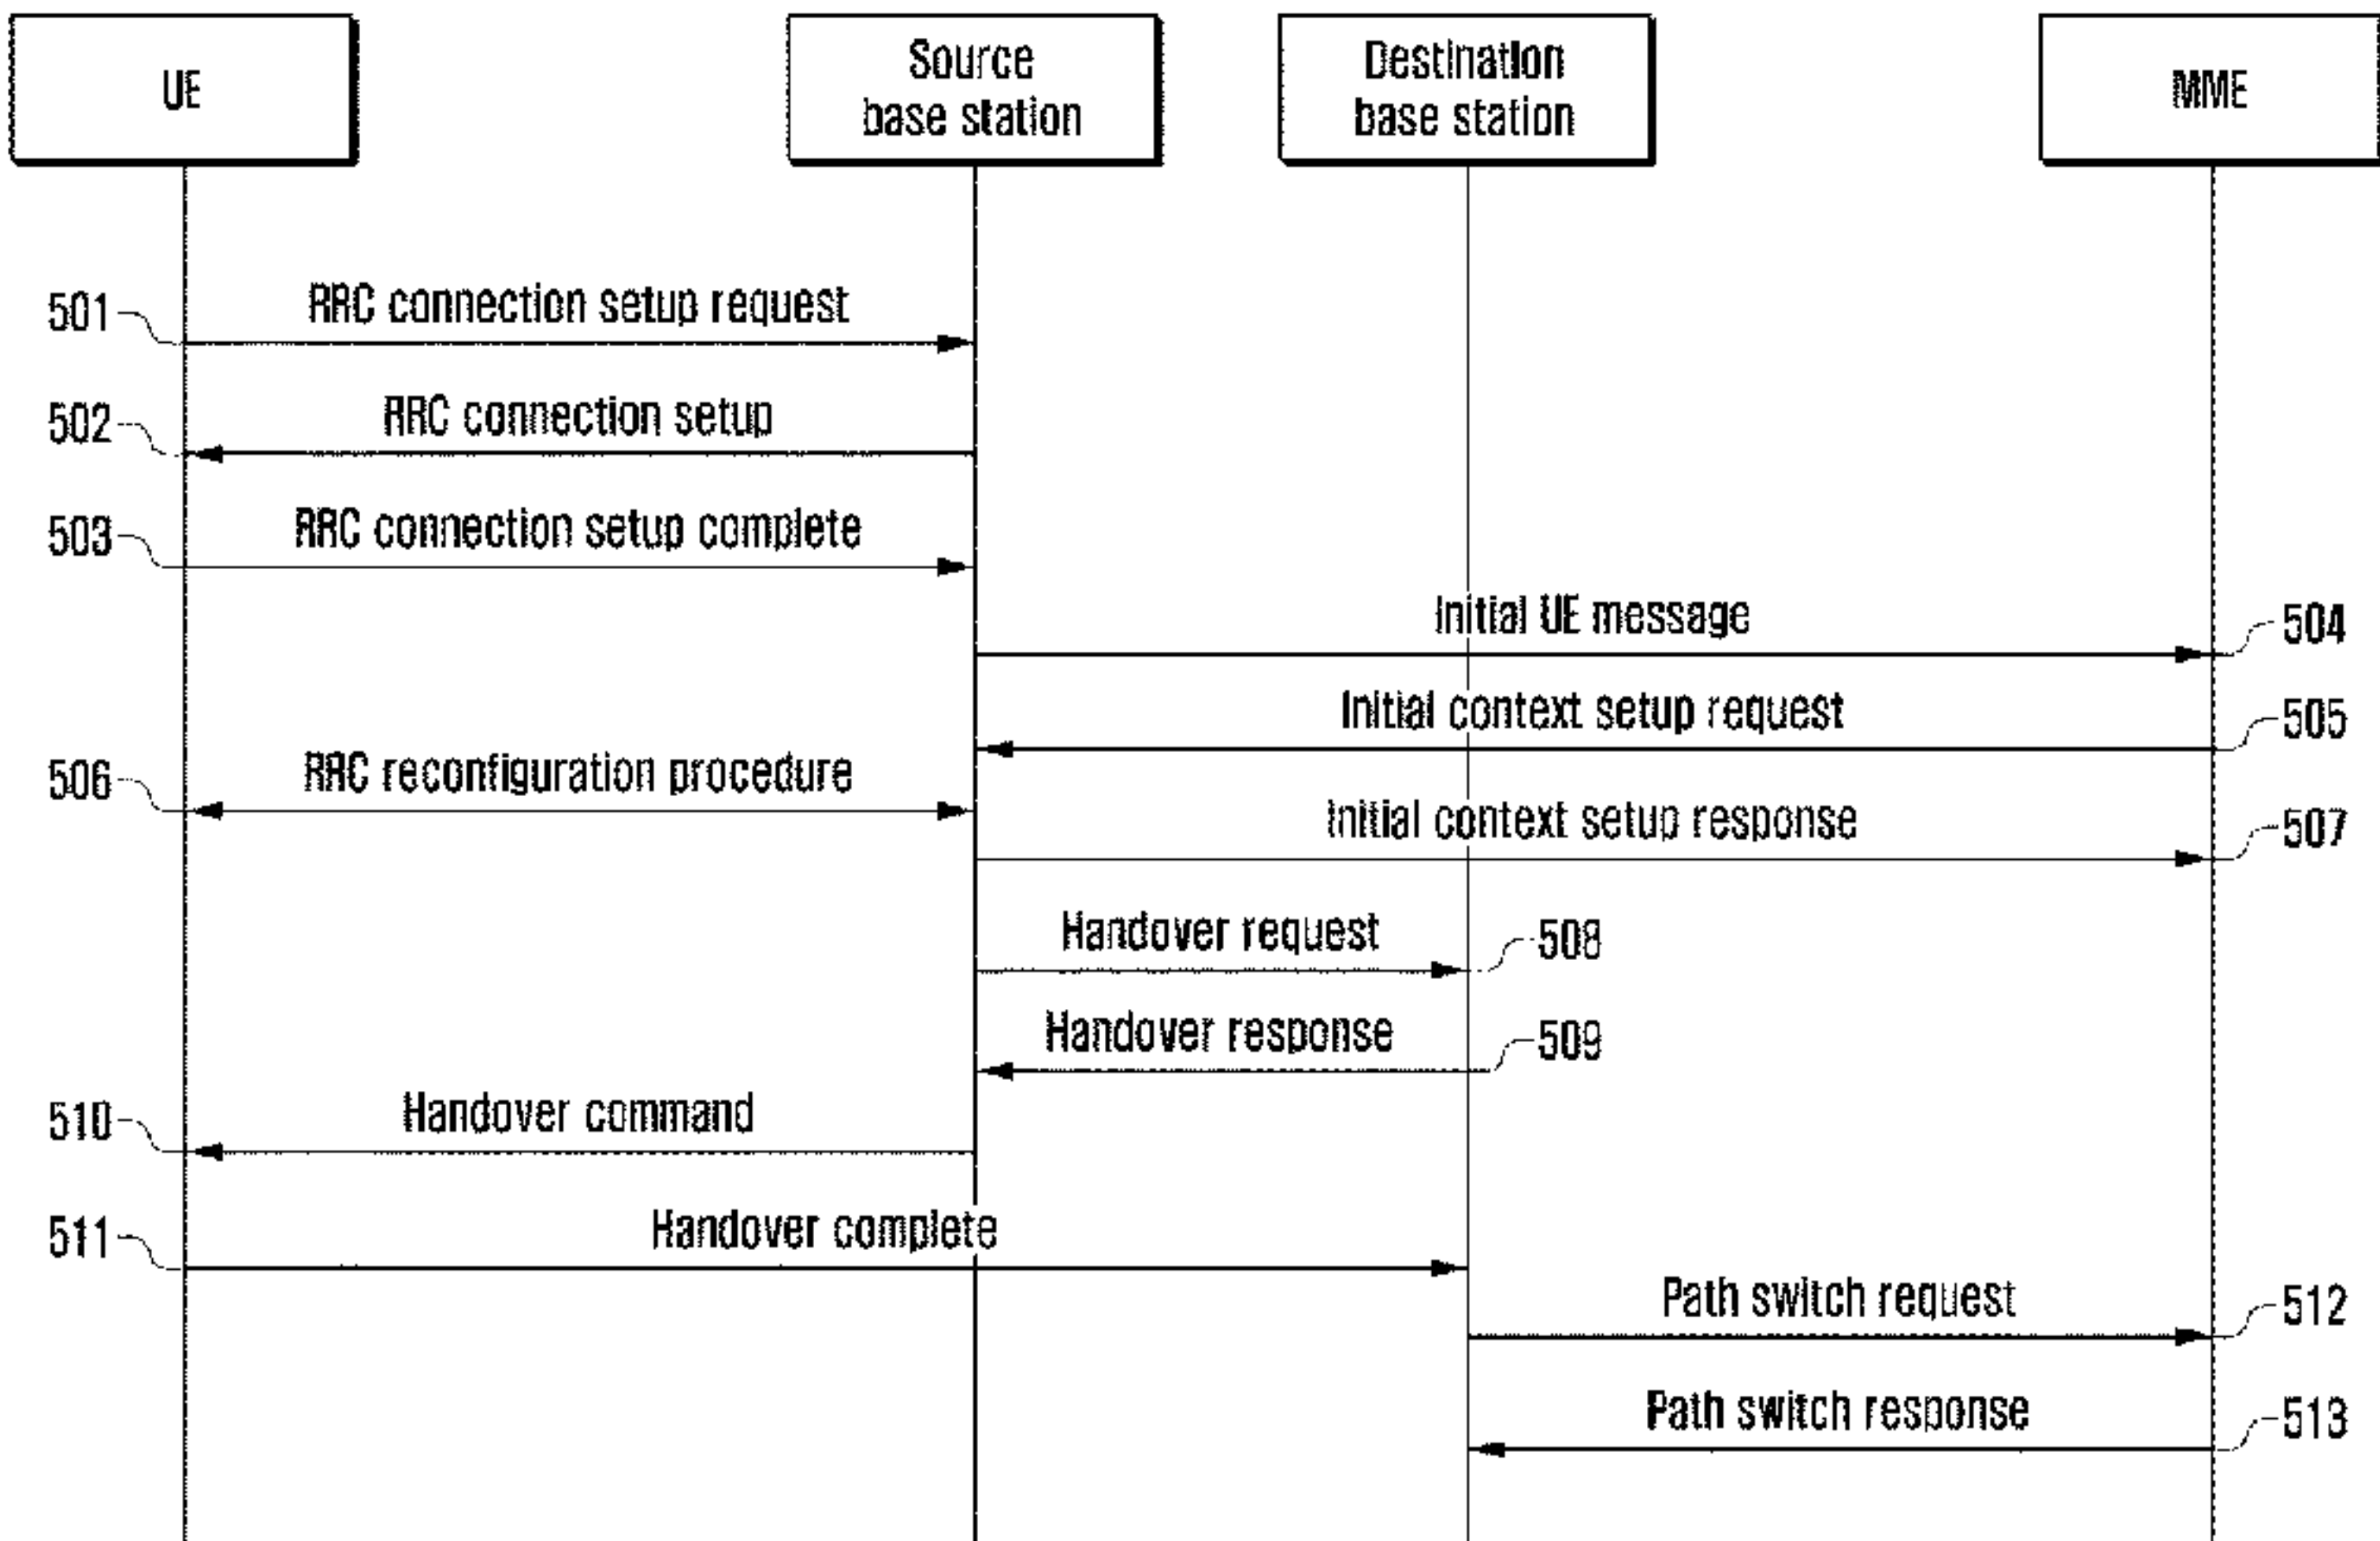 UE
Source
base station
Destination
base station
MME
501
RRC connection setup request
502
RRC connection setup
503
RRC connection setup complete
Initial UE message
504
Initial context setup request
505
506
RRC reconfiguration procedure
Initial context setup response
507
Handover request
508
Handover response
509
510
Handover command
511
Handover complete
Path switch request
512
Path switch response
513